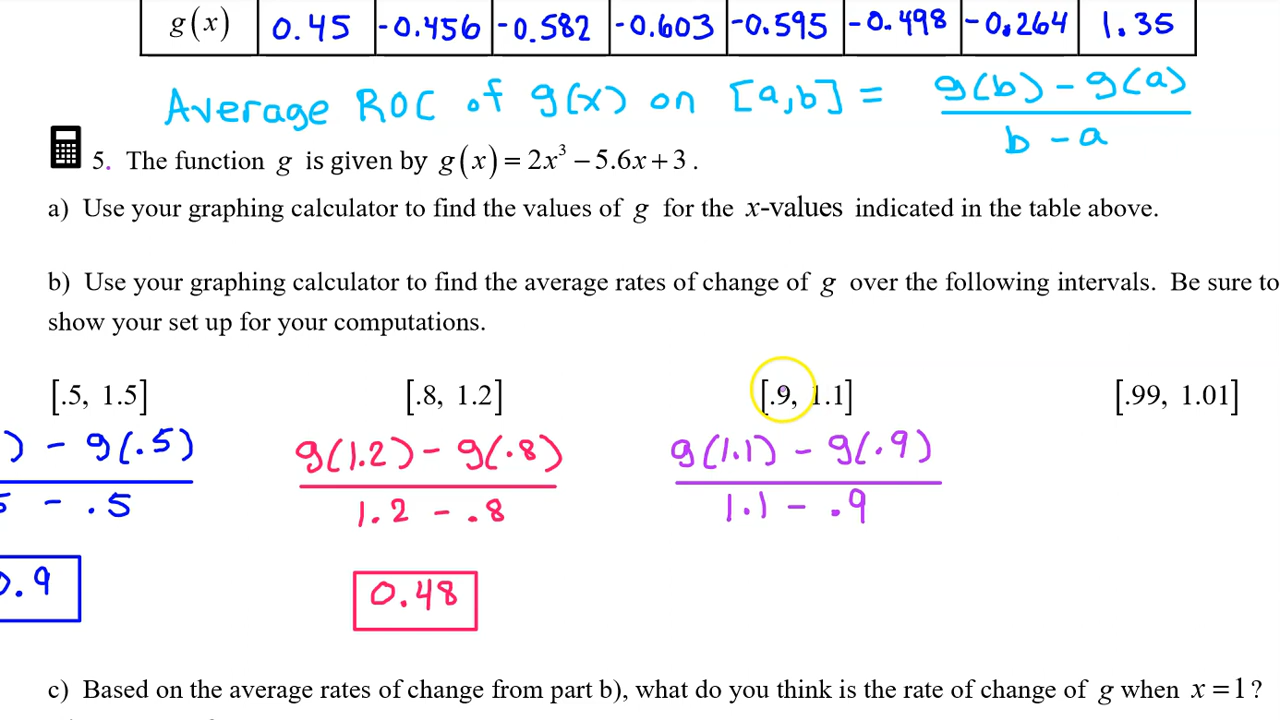 g(x) 0.45 -0.456 -0.582 -0.603 -0.595 -0.498 -0.264 1.35
Average ROC of g(x) on [a,b] = g(b) - g(a) / b - a
5. The function g is given by g(x) = 2x³ − 5.6x + 3.
a) Use your graphing calculator to find the values of g for the x-values indicated in the table above.
b) Use your graphing calculator to find the average rates of change of g over the following intervals. Be sure to
show your set up for your computations.
[.5, 1.5] [.8, 1.2] [.9, 1.1] [.99, 1.01]
) - g(.5) g(1.2) - g(.8) g(1.1) - g(.9)
- .5 1.2 - .8 1.1 - .9
0.9 0.48
c) Based on the average rates of change from part b), what do you think is the rate of change of g when x = 1?